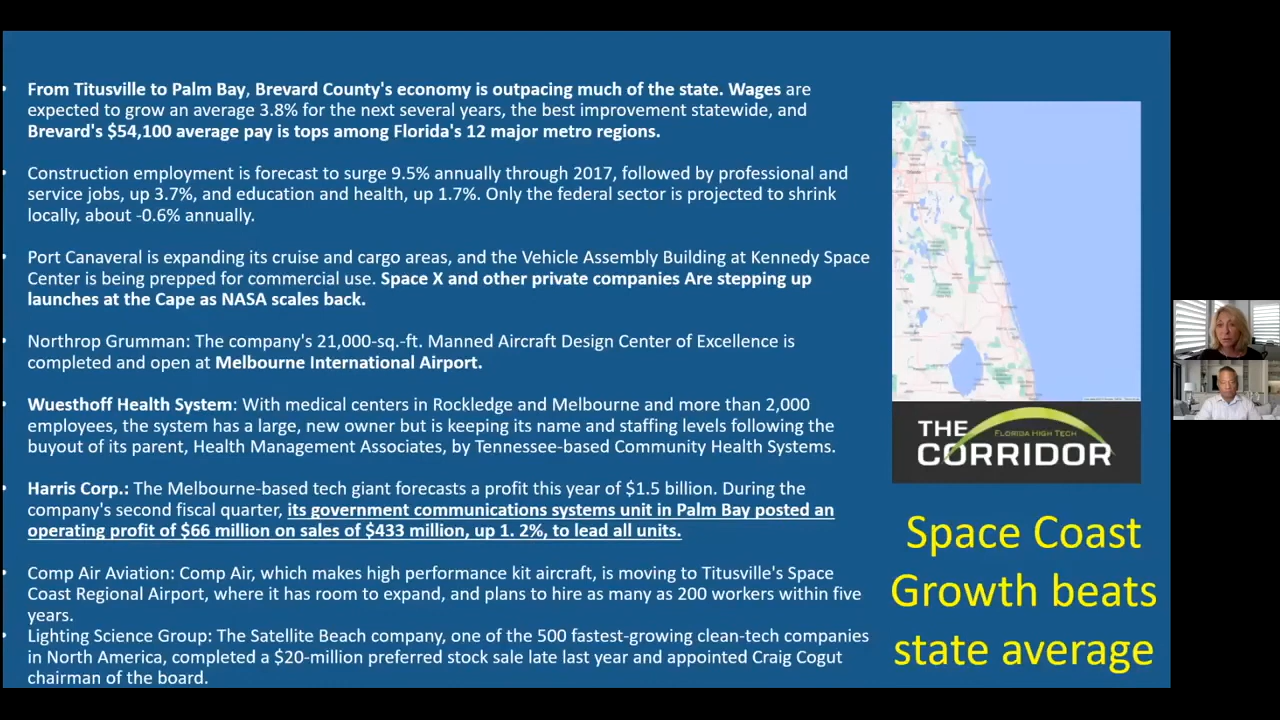 From Titusville to Palm Bay, Brevard County's economy is outpacing much of the state. Wages are
expected to grow an average 3.8% for the next several years, the best improvement statewide, and
Brevard's $54,100 average pay is tops among Florida's 12 major metro regions.
Construction employment is forecast to surge 9.5% annually through 2017, followed by professional and
service jobs, up 3.7%, and education and health, up 1.7%. Only the federal sector is projected to shrink
locally, about -0.6% annually.
Port Canaveral is expanding its cruise and cargo areas, and the Vehicle Assembly Building at Kennedy Space
Center is being prepped for commercial use. Space X and other private companies Are stepping up
launches at the Cape as NASA scales back.
Northrop Grumman: The company's 21,000-sq.-ft. Manned Aircraft Design Center of Excellence is
completed and open at Melbourne International Airport.
Wuesthoff Health System: With medical centers in Rockledge and Melbourne and more than 2,000
employees, the system has a large, new owner but is keeping its name and staffing levels following the
buyout of its parent, Health Management Associates, by Tennessee-based Community Health Systems.
Harris Corp.: The Melbourne-based tech giant forecasts a profit this year of $1.5 billion. During the
company's second fiscal quarter, its government communications systems unit in Palm Bay posted an
operating profit of $66 million on sales of $433 million, up 1. 2%, to lead all units.
Comp Air Aviation: Comp Air, which makes high performance kit aircraft, is moving to Titusville's Space
Coast Regional Airport, where it has room to expand, and plans to hire as many as 200 workers within five
years.
Lighting Science Group: The Satellite Beach company, one of the 500 fastest-growing clean-tech companies
in North America, completed a $20-million preferred stock sale late last year and appointed Craig Cogut
chairman of the board.
THE
FLORIDA HIGH TECH
CORRIDOR
Space Coast
Growth beats
state average